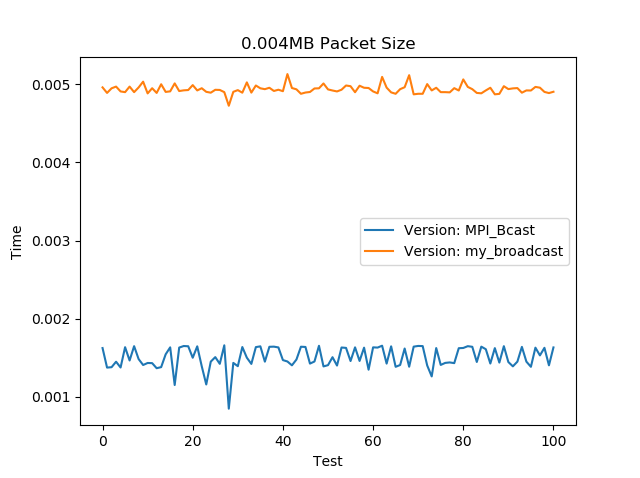 0.004MB Packet Size
0.005
0.004
0.003
0.002
0.001
Time
Version: MPI_Bcast
Version: my_broadcast
0 20 40 60 80 100
Test